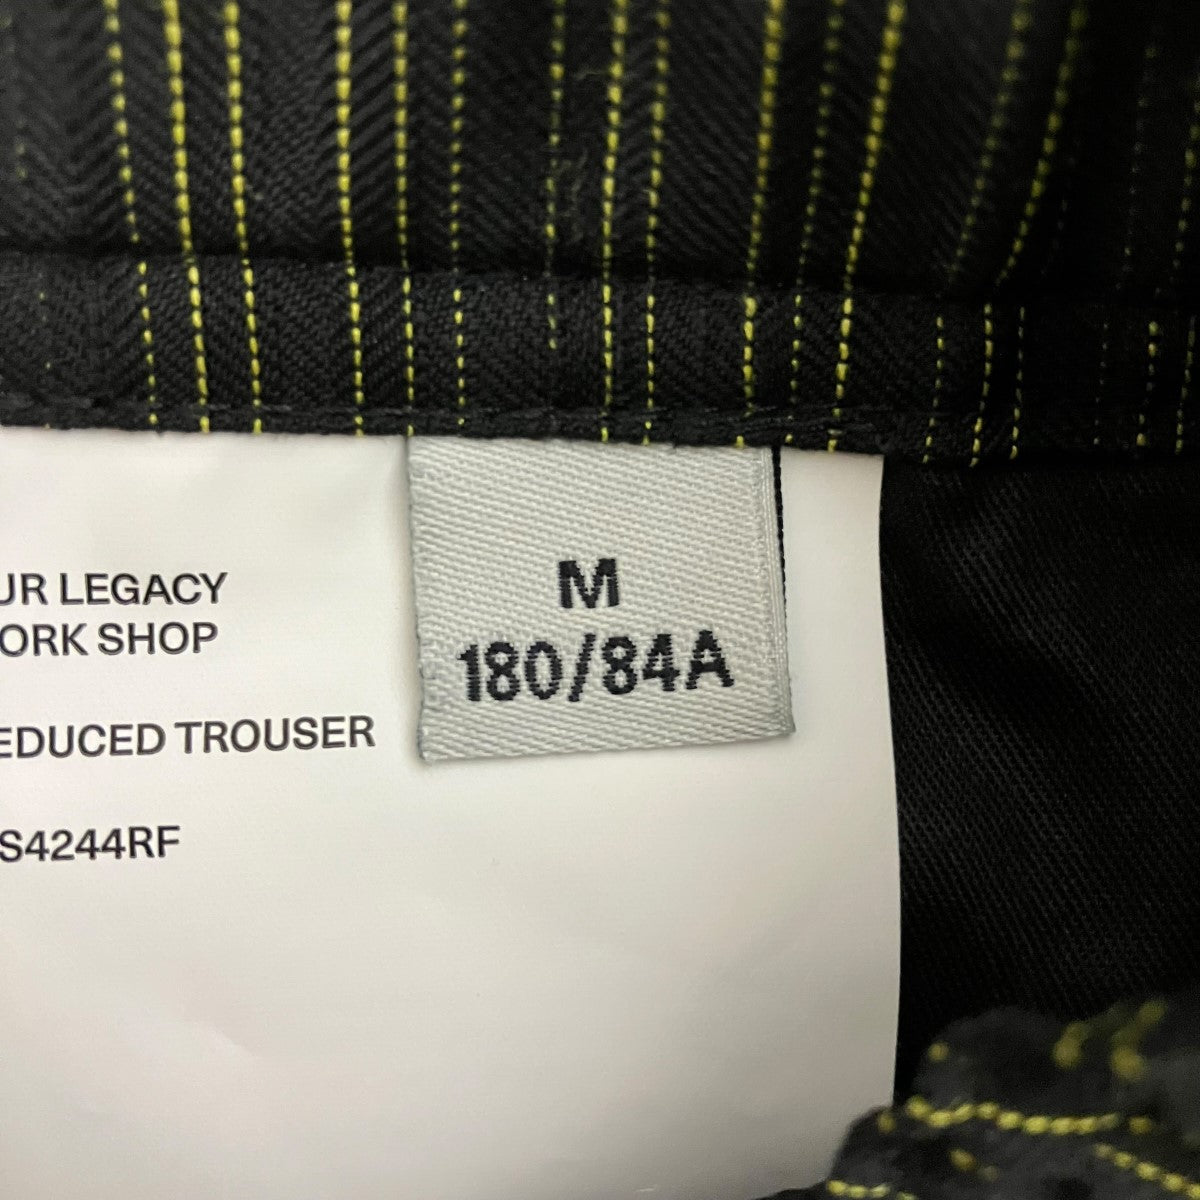 UR LEGACY
ORK SHOP
EDUCED TROUSER
S4244RF
M
180/84A